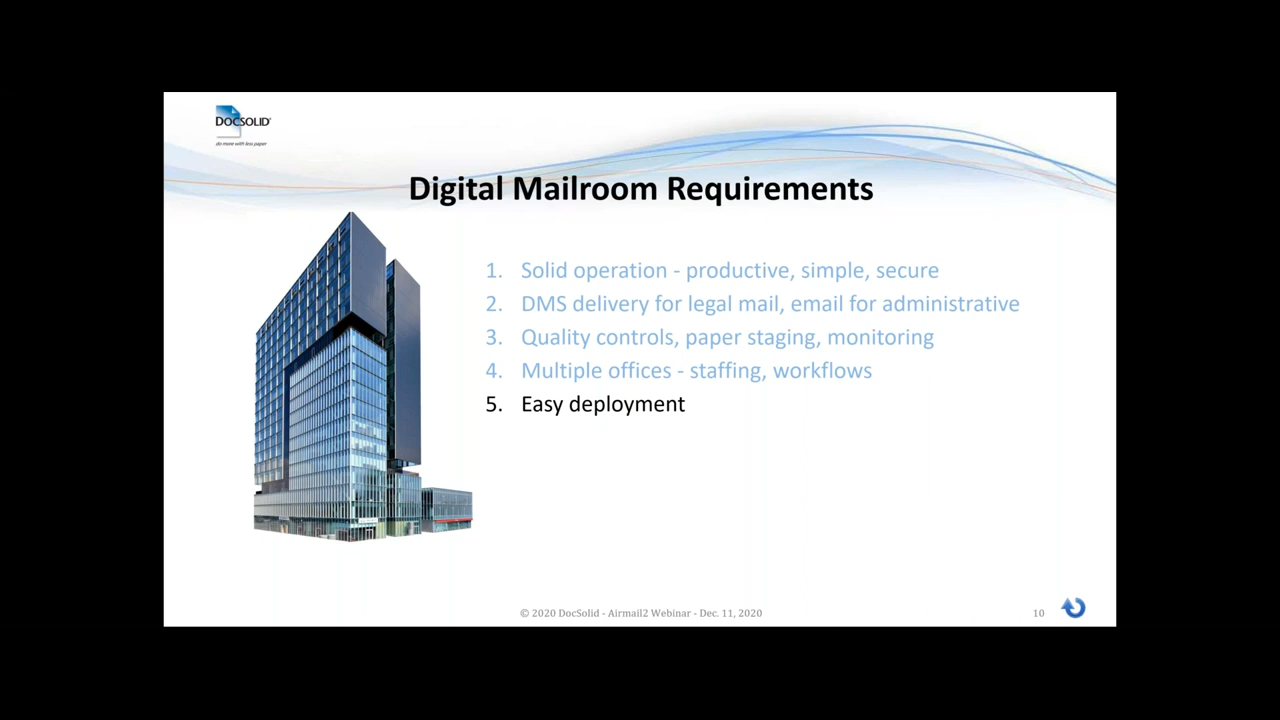 DOCSOLID®
do more with less paper
Digital Mailroom Requirements
1. Solid operation - productive, simple, secure
2. DMS delivery for legal mail, email for administrative
3. Quality controls, paper staging, monitoring
4. Multiple offices - staffing, workflows
5. Easy deployment
© 2020 DocSolid - Airmail2 Webinar - Dec. 11, 2020
10